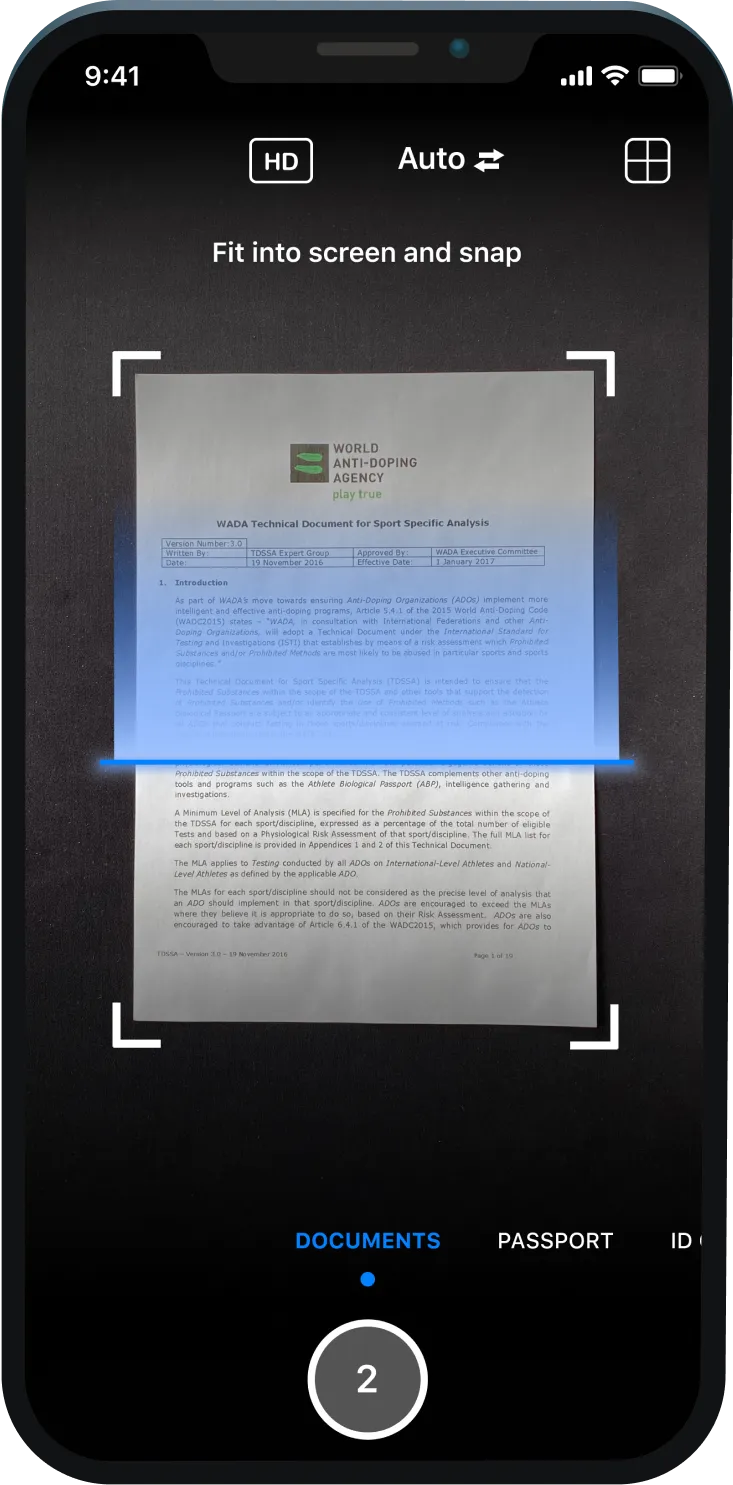 9:41
HD
Auto
Fit into screen and snap
WORLD
ANTI-DOPING
AGENCY
play true
WADA Technical Document for Sport Specific Analysis
Version Number:3.0
Written By: TDSSA Expert Group Approved By: WADA Executive Committee
Date: 19 November 2016 Effective Date: 1 January 2017
1. Introduction
As part of WADA's move towards ensuring Anti-Doping Organizations (ADOs) implement more
intelligent and effective anti-doping programs, Article 5.4.1 of the 2015 World Anti-Doping Code
(WADC2015) states – "WADA, in consultation with International Federations and other Anti-
Doping Organizations, will adopt a Technical Document under the International Standard for
Testing and Investigations (ISTI) that establishes by means of a risk assessment which Prohibited
Substances and/or Prohibited Methods are most likely to be abused in particular sports and sports
disciplines."
This Technical Document for Sport Specific Analysis (TDSSA) is intended to ensure that the
Prohibited Substances within the scope of the TDSSA and other tools that support the detection
of Prohibited Substances and/or identify the use of Prohibited Methods such as the Athlete
Prohibited Substances within the scope of the TDSSA. The TDSSA complements other anti-doping
tools and programs such as the Athlete Biological Passport (ABP), intelligence gathering and
investigations.
A Minimum Level of Analysis (MLA) is specified for the Prohibited Substances within the scope of
the TDSSA for each sport/discipline, expressed as a percentage of the total number of eligible
Tests and based on a Physiological Risk Assessment of that sport/discipline. The full MLA list for
each sport/discipline is provided in Appendices 1 and 2 of this Technical Document.
The MLA applies to Testing conducted by all ADOs on International-Level Athletes and National-
Level Athletes as defined by the applicable ADO.
The MLAs for each sport/discipline should not be considered as the precise level of analysis that
an ADO should implement in that sport/discipline. ADOs are encouraged to exceed the MLAs
where they believe it is appropriate to do so, based on their Risk Assessment. ADOs are also
encouraged to take advantage of Article 6.4.1 of the WADC2015, which provides for ADOs to
TDSSA – Version 3.0 – 19 November 2016 Page 1 of 19
DOCUMENTS PASSPORT ID
2